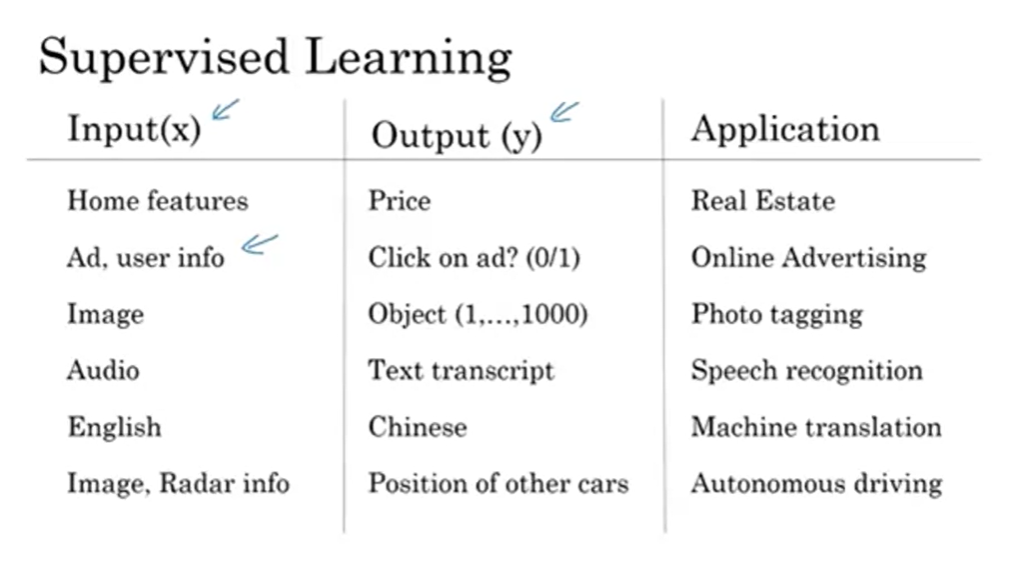 Supervised Learning
Input(x) Output (y) Application
Home features Price Real Estate
Ad, user info Click on ad? (0/1) Online Advertising
Image Object (1,...,1000) Photo tagging
Audio Text transcript Speech recognition
English Chinese Machine translation
Image, Radar info Position of other cars Autonomous driving